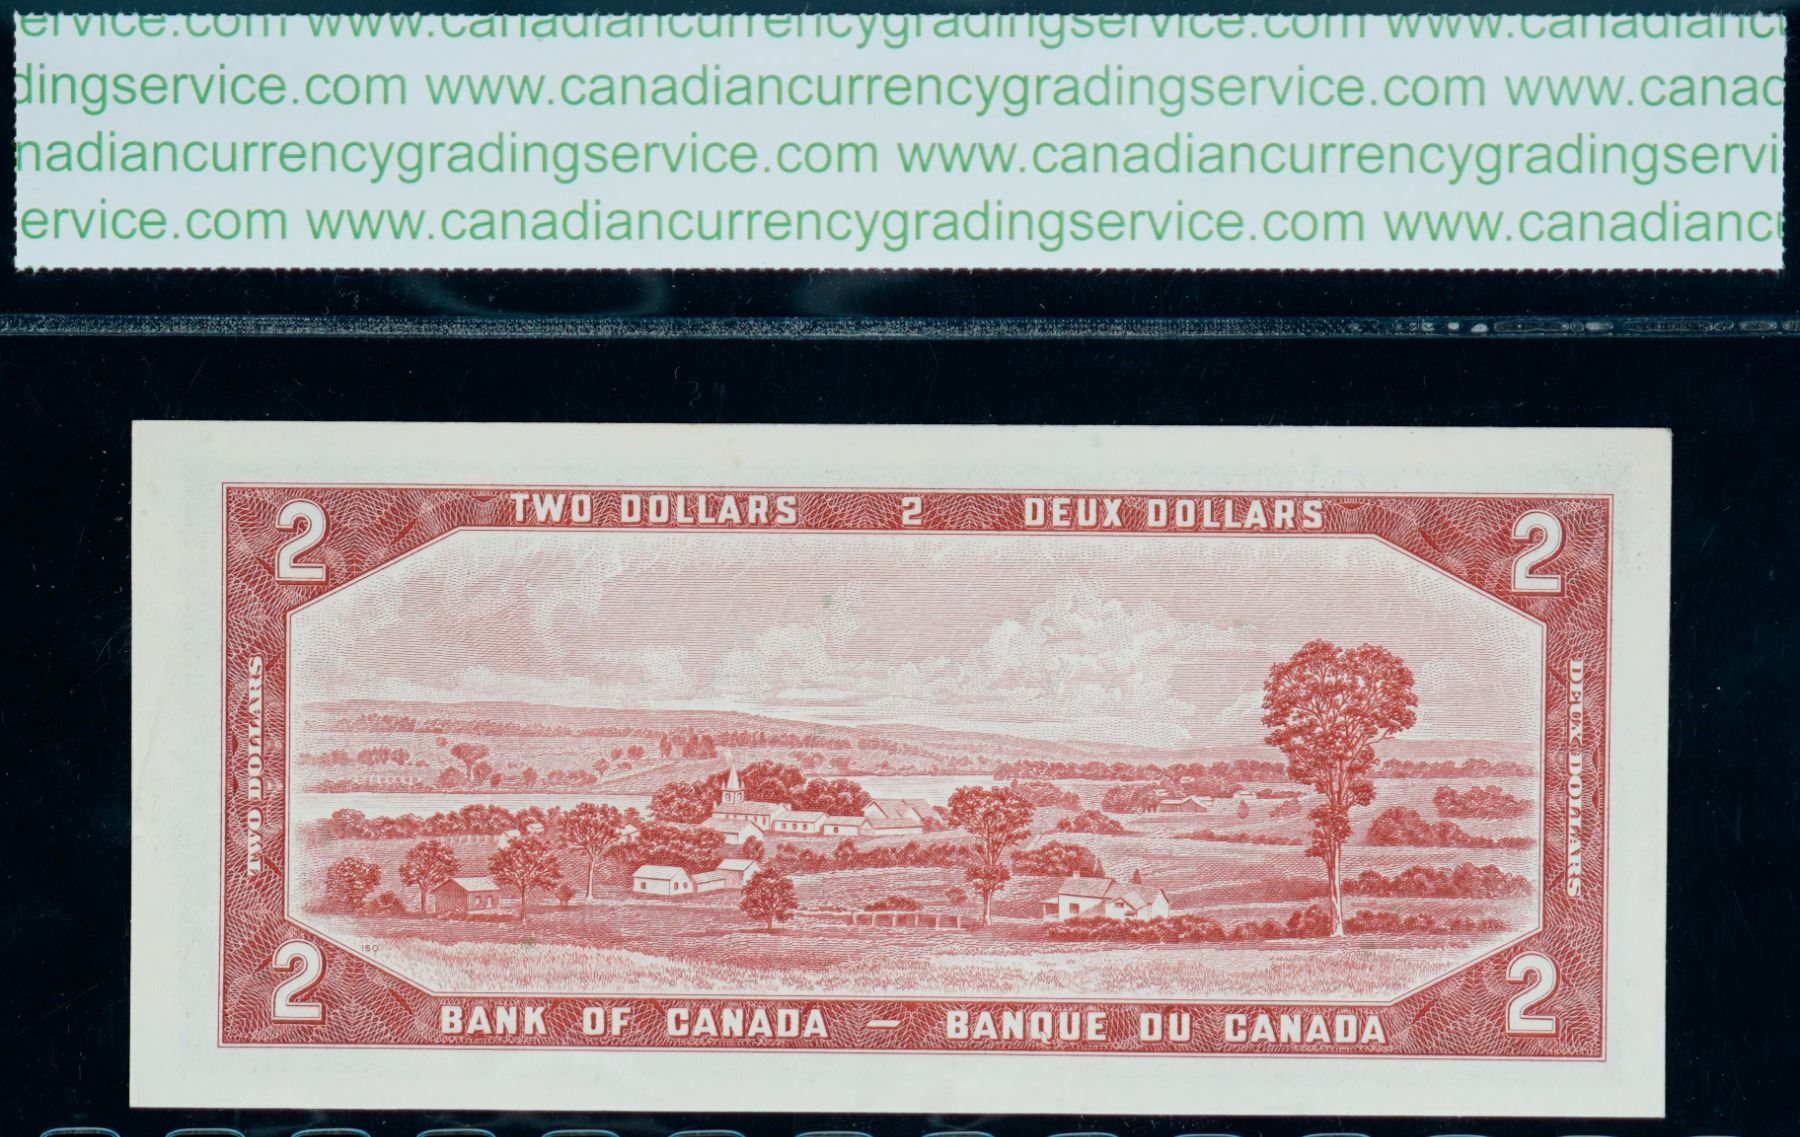 ervice.com www.canadiancurrencygradingservice.com www.canadianc
dingservice.com www.canadiancurrencygradingservice.com www.canad
nadiancurrencygradingservice.com www.canadiancurrencygradingservi
ervice.com www.canadiancurrencygradingservice.com www.canadianc
TWO DOLLARS 2 DEUX DOLLARS
2 2
TWO DOLLARS DEUX DOLLARS
150
2 2
BANK OF CANADA — BANQUE DU CANADA